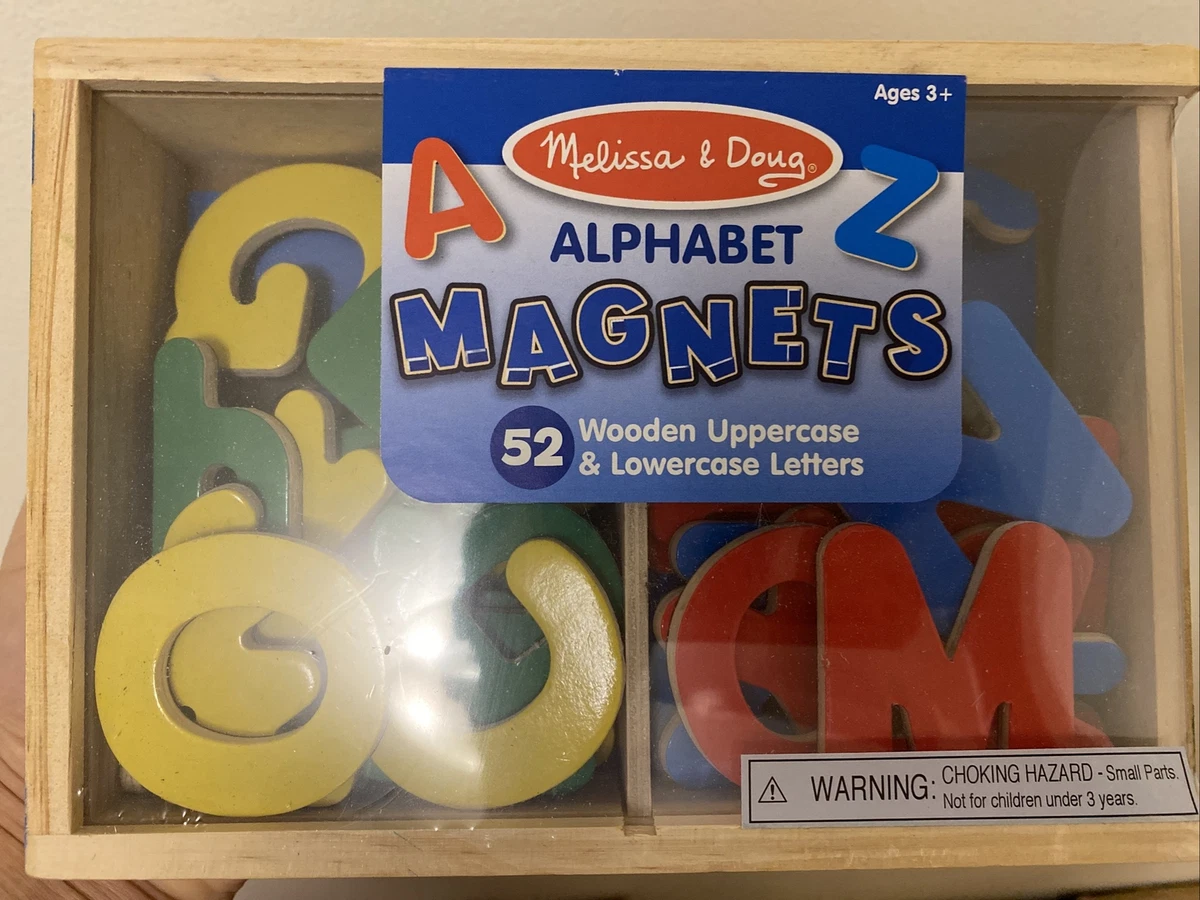 Ages 3+
Melissa & Doug®
A Z
ALPHABET
MAGNETS
52 Wooden Uppercase
& Lowercase Letters
h
O
M
WARNING: CHOKING HAZARD - Small Parts.
Not for children under 3 years.